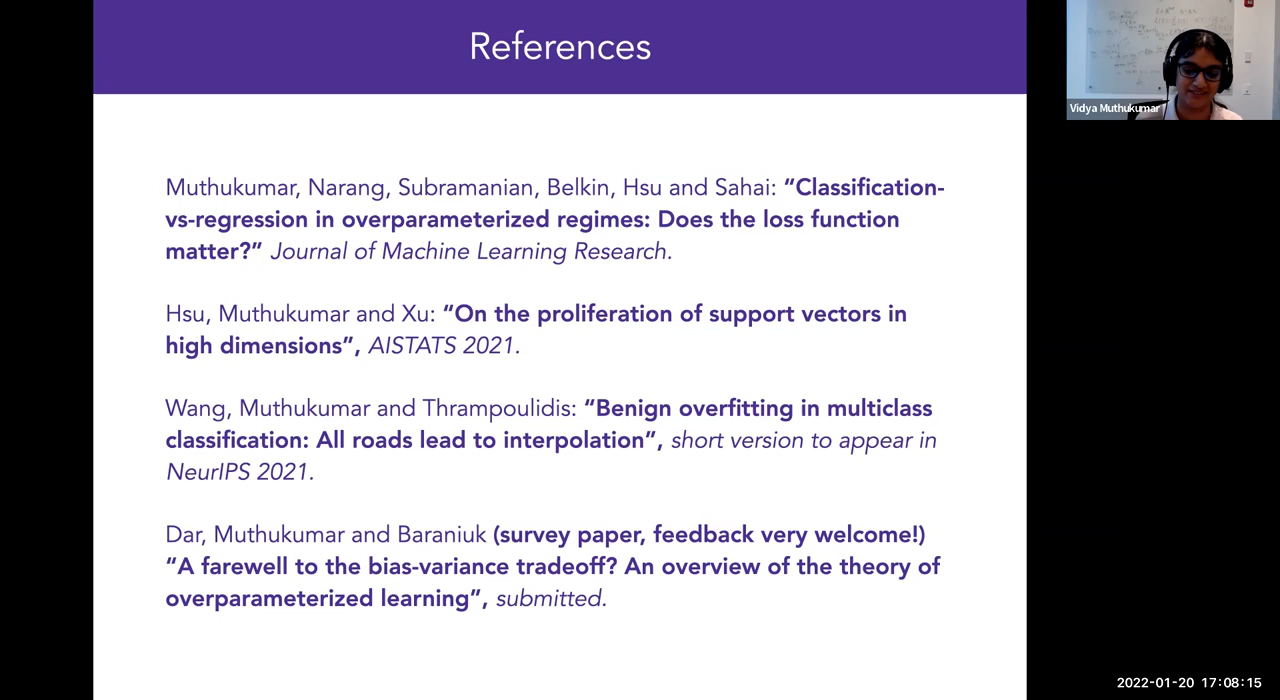 References
Vidya Muthukumar
Muthukumar, Narang, Subramanian, Belkin, Hsu and Sahai: “Classification-
vs-regression in overparameterized regimes: Does the loss function
matter?” Journal of Machine Learning Research.
Hsu, Muthukumar and Xu: “On the proliferation of support vectors in
high dimensions”, AISTATS 2021.
Wang, Muthukumar and Thrampoulidis: “Benign overfitting in multiclass
classification: All roads lead to interpolation”, short version to appear in
NeurIPS 2021.
Dar, Muthukumar and Baraniuk (survey paper, feedback very welcome!)
“A farewell to the bias-variance tradeoff? An overview of the theory of
overparameterized learning”, submitted.
2022-01-20 17:08:15